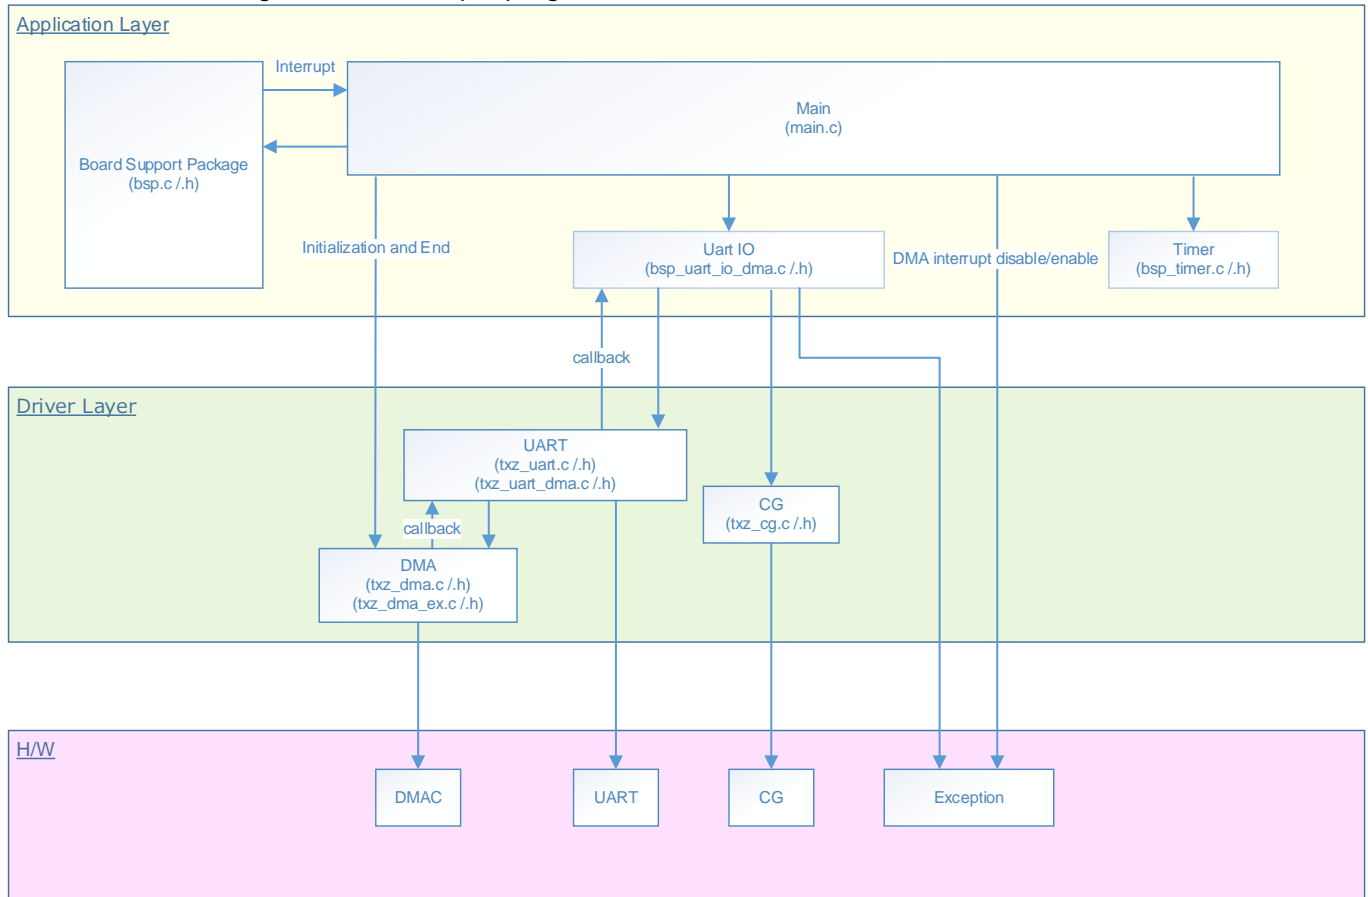 Application Layer
Interrupt
Main
(main.c)
Board Support Package
(bsp.c /.h)
Initialization and End
Uart IO
(bsp_uart_io_dma.c /.h)
DMA interrupt disable/enable
Timer
(bsp_timer.c /.h)
callback
Driver Layer
UART
(txz_uart.c /.h)
(txz_uart_dma.c /.h)
CG
(txz_cg.c /.h)
callback
DMA
(txz_dma.c /.h)
(txz_dma_ex.c /.h)
H/W
DMAC
UART
CG
Exception